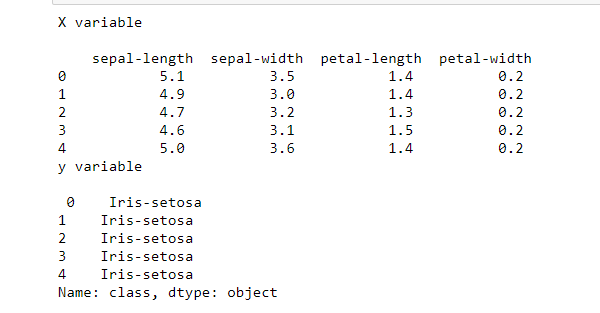 X variable
sepal-length sepal-width petal-length petal-width
0 5.1 3.5 1.4 0.2
1 4.9 3.0 1.4 0.2
2 4.7 3.2 1.3 0.2
3 4.6 3.1 1.5 0.2
4 5.0 3.6 1.4 0.2
y variable
0 Iris-setosa
1 Iris-setosa
2 Iris-setosa
3 Iris-setosa
4 Iris-setosa
Name: class, dtype: object